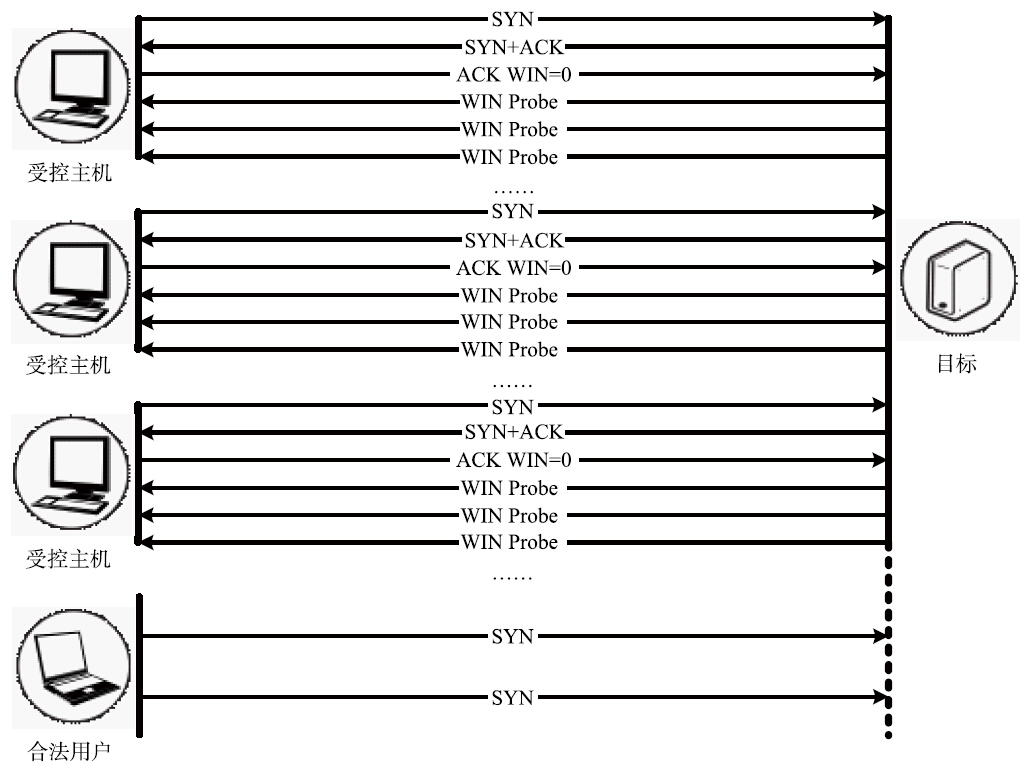 SYN
SYN+ACK
ACK WIN=0
WIN Probe
WIN Probe
WIN Probe
受控主机
……
SYN
SYN+ACK
ACK WIN=0
WIN Probe
WIN Probe
WIN Probe
受控主机
目标
……
SYN
SYN+ACK
ACK WIN=0
WIN Probe
WIN Probe
WIN Probe
受控主机
……
SYN
SYN
合法用户